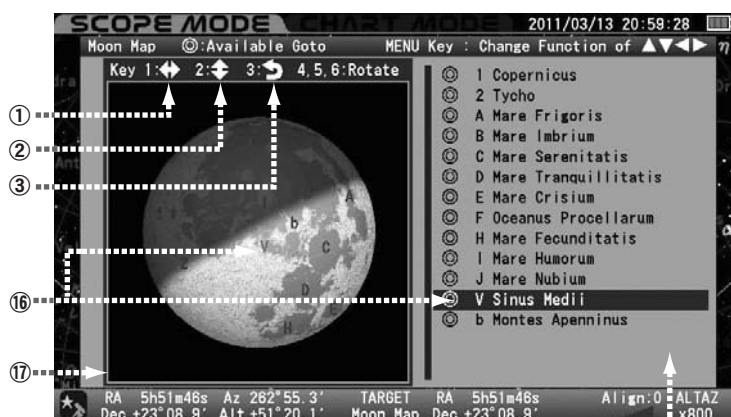 SCOPE MODE CHART MODE 2011/03/13 20:59:28
Moon Map ◎:Available Goto MENU Key : Change Function of ▲▼◀▶
Key 1: 2: 3: 4,5,6:Rotate
◎ 1 Copernicus
◎ 2 Tycho
◎ A Mare Frigoris
◎ B Mare Imbrium
◎ C Mare Serenitatis
◎ D Mare Tranquillitatis
◎ E Mare Crisium
◎ F Oceanus Procellarum
◎ H Mare Fecunditatis
◎ I Mare Humorum
◎ J Mare Nubium
◎ V Sinus Medii
◎ b Montes Apenninus
①
②
③
⑯
⑰
A
b
V
C
2
D
E
H
RA 5h51m46s Az 262°55.3' TARGET RA 5h51m46s Align:0 ALTAZ
Dec +23°08.9' Alt +51°20.1' Moon Map Dec +23°08.9' x800